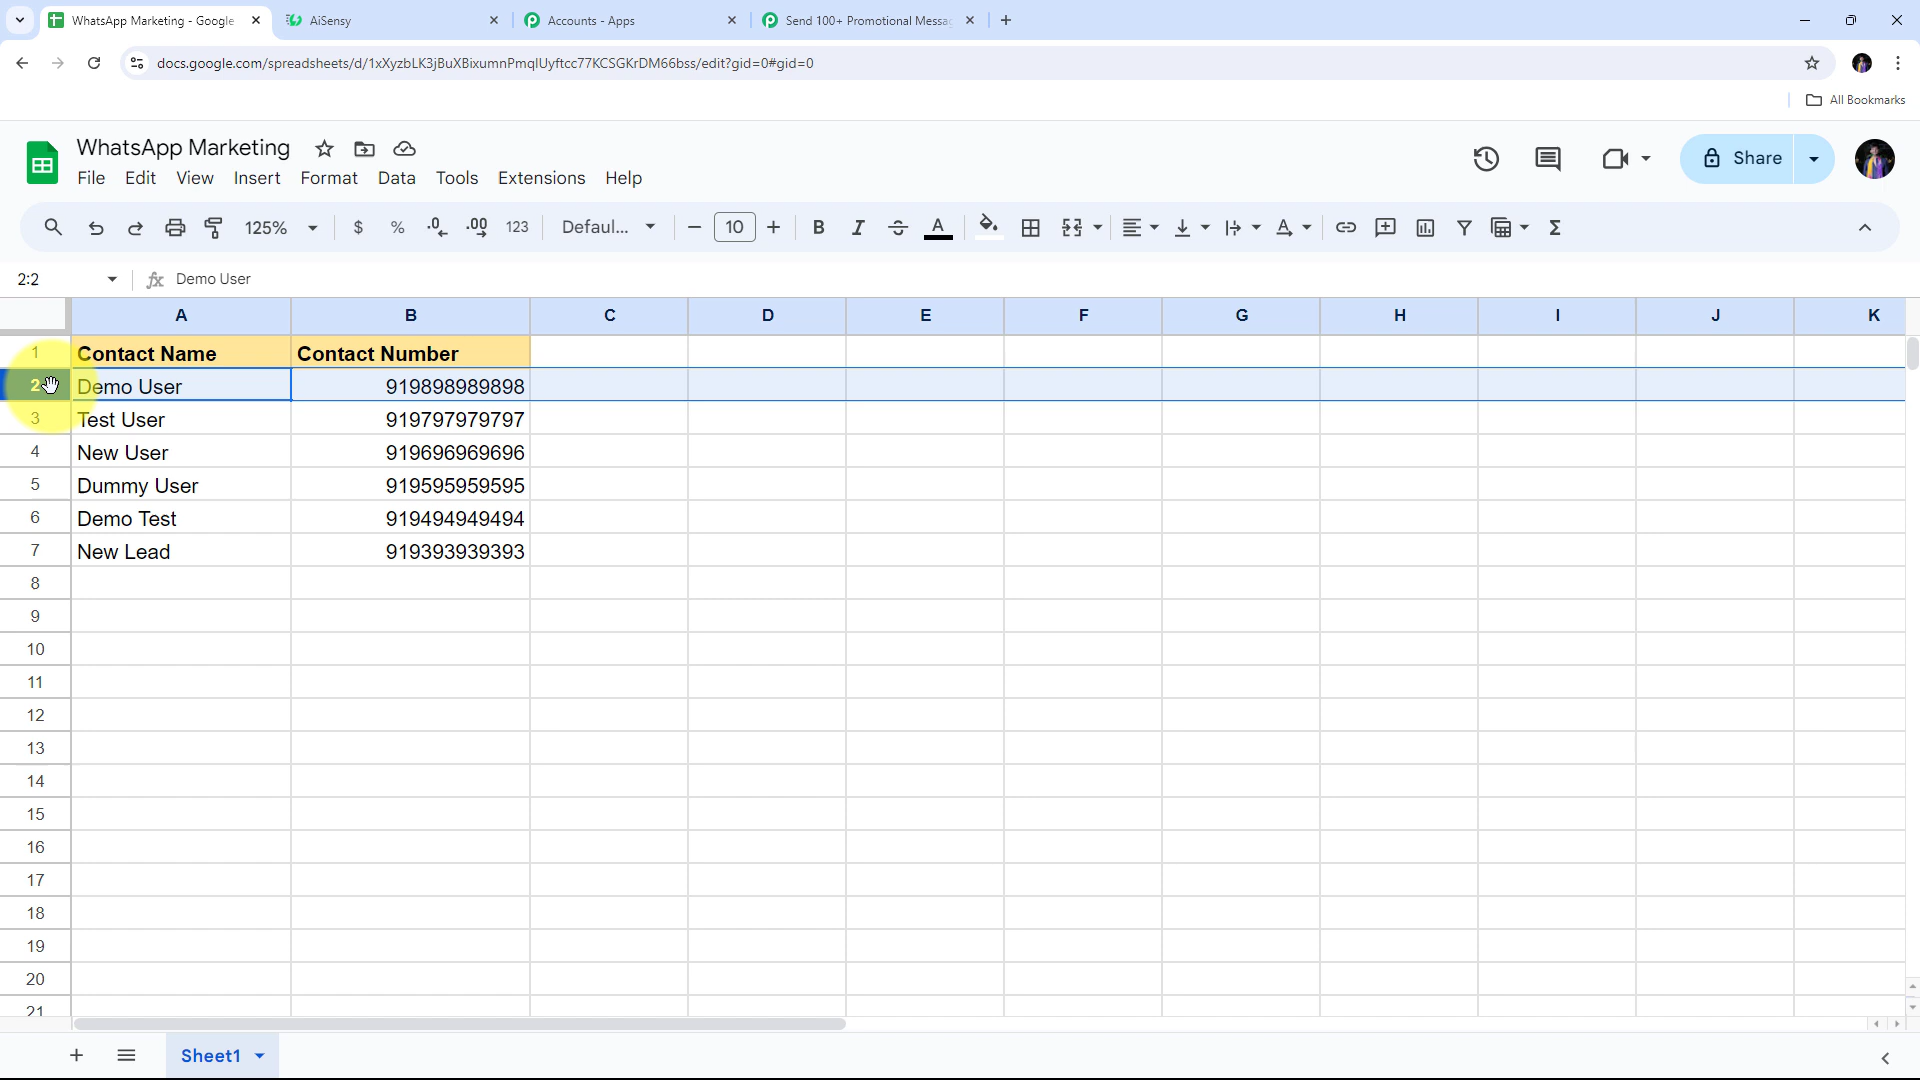 WhatsApp Marketing - Google
AiSensy
Accounts - Apps
Send 100+ Promotional Messa
docs.google.com/spreadsheets/d/1xXyzbLK3jBuXBixumnPmqlUyftcc77KCSGKrDM66bss/edit?gid=0#gid=0
All Bookmarks
WhatsApp Marketing
Share
File Edit View Insert Format Data Tools Extensions Help
125% $ % .0 .00 123 Defaul... 10 B I A
2:2 fx Demo User
A B C D E F G H I J K
1 Contact Name Contact Number
2 Demo User 919898989898
3 Test User 919797979797
4 New User 919696969696
5 Dummy User 919595959595
6 Demo Test 919494949494
7 New Lead 919393939393
8
9
10
11
12
13
14
15
16
17
18
19
20
21
Sheet1